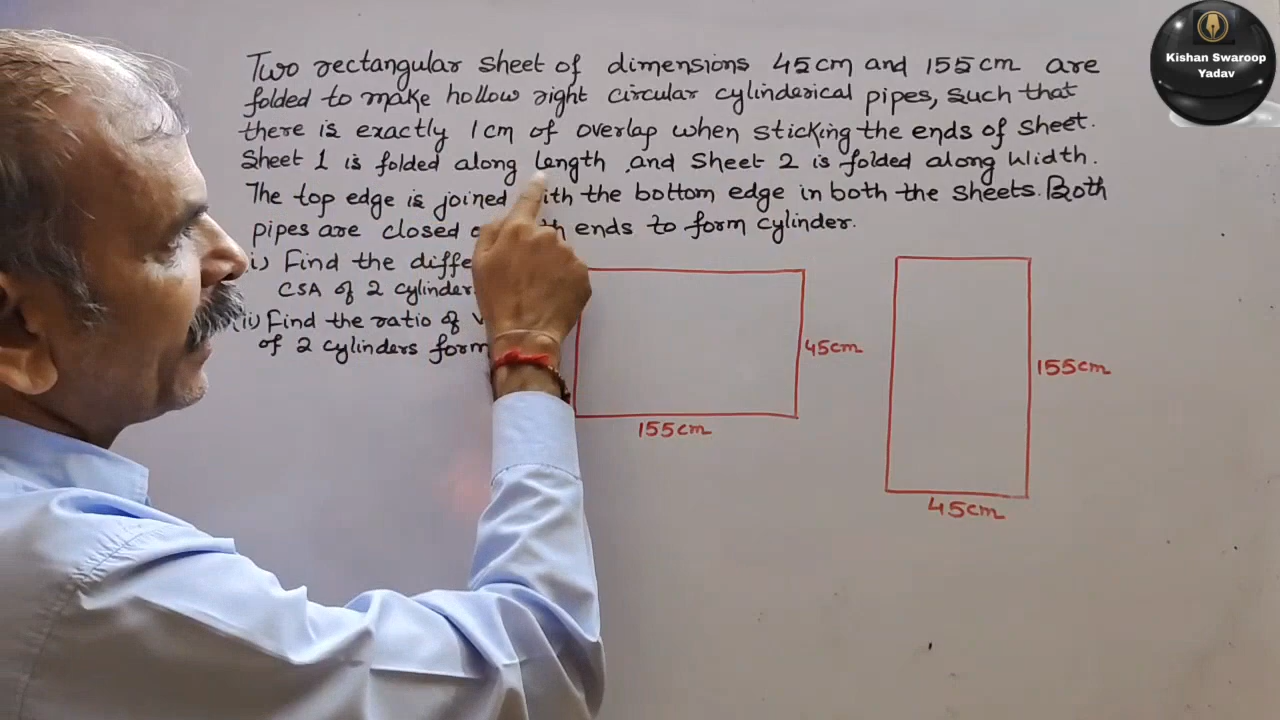 Two rectangular sheet of dimensions 45cm and 155cm are
folded to make hollow right circular cylinderical pipes, such that
there is exactly 1cm of overlap when sticking the ends of sheet.
Sheet 1 is folded along length and sheet 2 is folded along width.
The top edge is joined with the bottom edge in both the sheets. Both
pipes are closed ends to form cylinder.
i) Find the
CSA of 2
ii) Find the ratio of
of 2 cylinders
45cm
155cm
155cm
45cm
Kishan Swaroop
Yadav